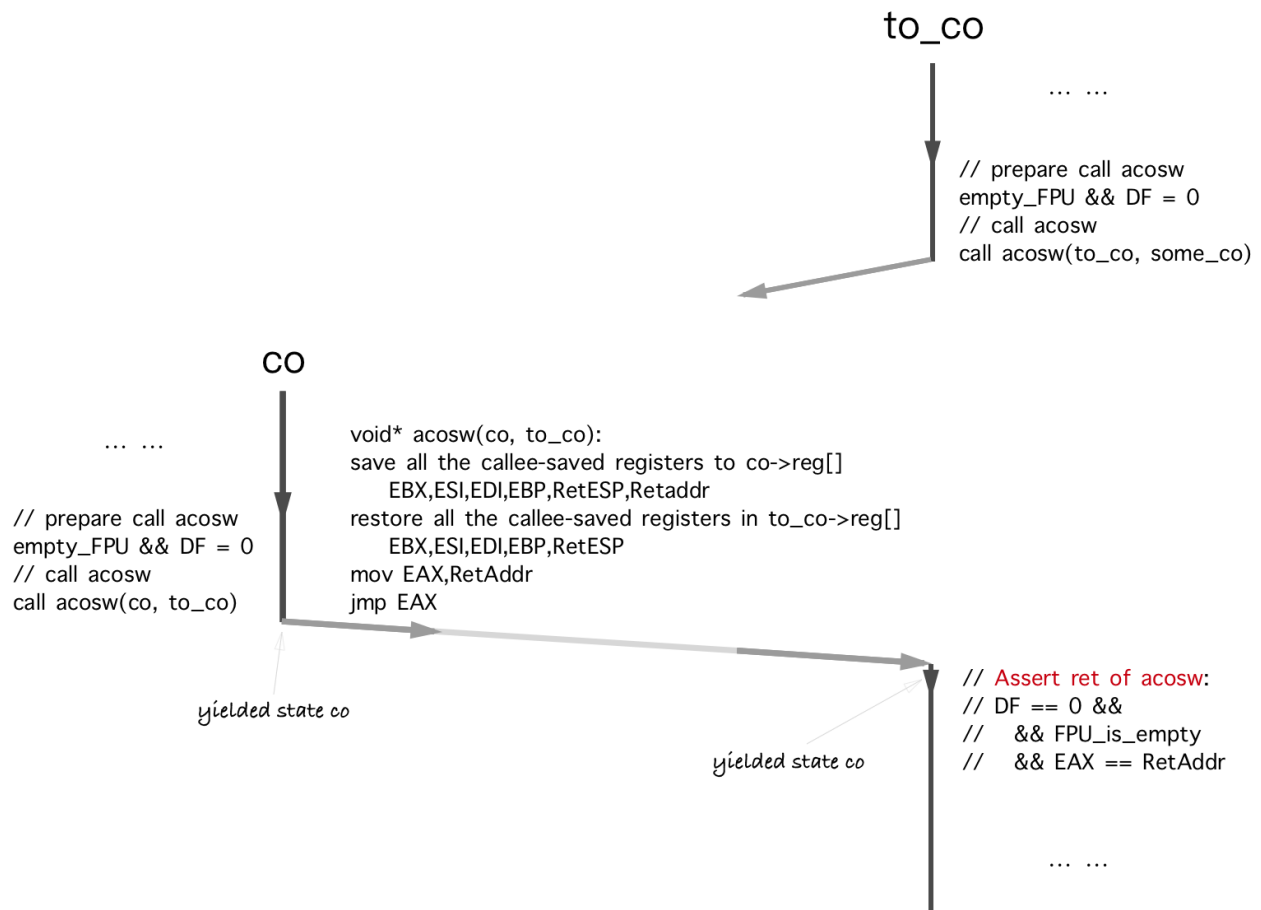 to_co
... ...
// prepare call acosw
empty_FPU && DF = 0
// call acosw
call acosw(to_co, some_co)
co
... ...
// prepare call acosw
empty_FPU && DF = 0
// call acosw
call acosw(co, to_co)
void* acosw(co, to_co):
save all the callee-saved registers to co->reg[]
EBX,ESI,EDI,EBP,RetESP,Retaddr
restore all the callee-saved registers in to_co->reg[]
EBX,ESI,EDI,EBP,RetESP
mov EAX,RetAddr
jmp EAX
yielded state co
yielded state co
// Assert ret of acosw:
// DF == 0 &&
// && FPU_is_empty
// && EAX == RetAddr
... ...